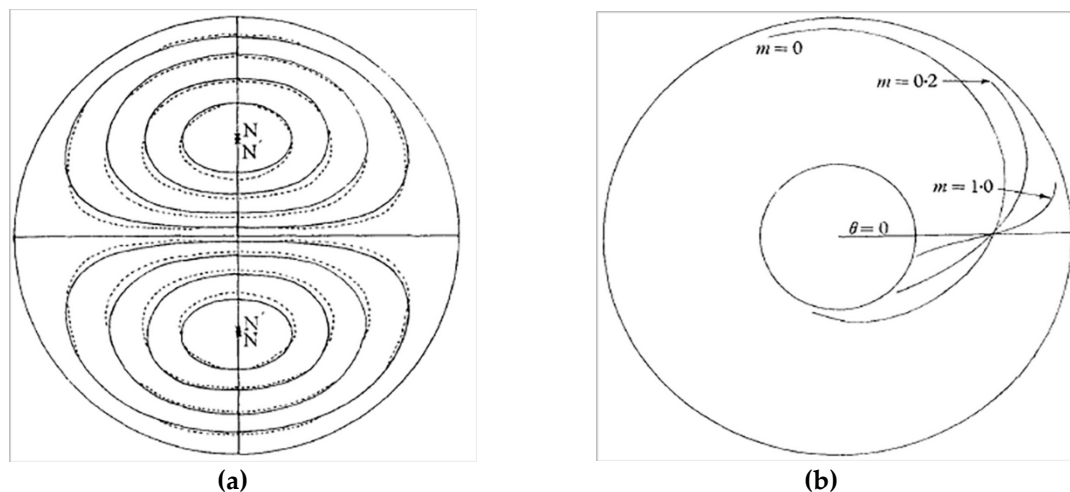 N
N′
N′
N
m = 0
m = 0·2
m = 1·0
θ = 0
(a)
(b)